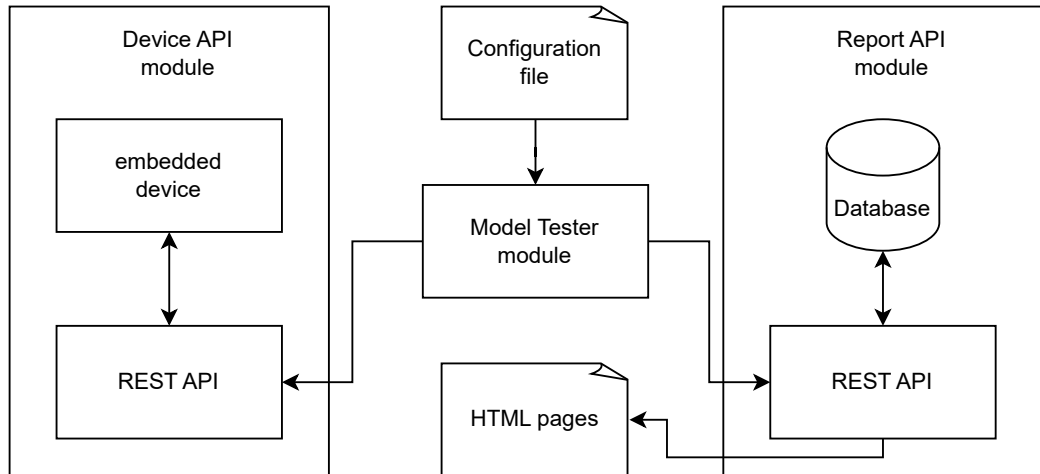 Device API
module
embedded
device
REST API
Configuration
file
Model Tester
module
HTML pages
Report API
module
Database
REST API